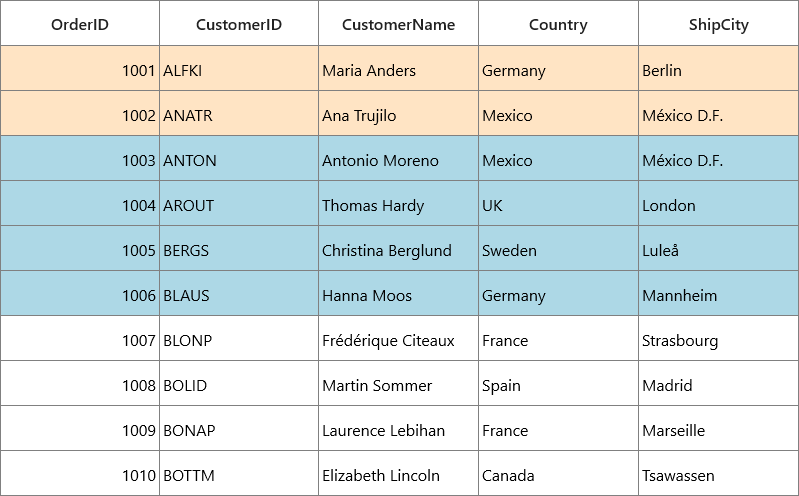 OrderID CustomerID CustomerName Country ShipCity
1001 ALFKI Maria Anders Germany Berlin
1002 ANATR Ana Trujilo Mexico México D.F.
1003 ANTON Antonio Moreno Mexico México D.F.
1004 AROUT Thomas Hardy UK London
1005 BERGS Christina Berglund Sweden Luleå
1006 BLAUS Hanna Moos Germany Mannheim
1007 BLONP Frédérique Citeaux France Strasbourg
1008 BOLID Martin Sommer Spain Madrid
1009 BONAP Laurence Lebihan France Marseille
1010 BOTTM Elizabeth Lincoln Canada Tsawassen